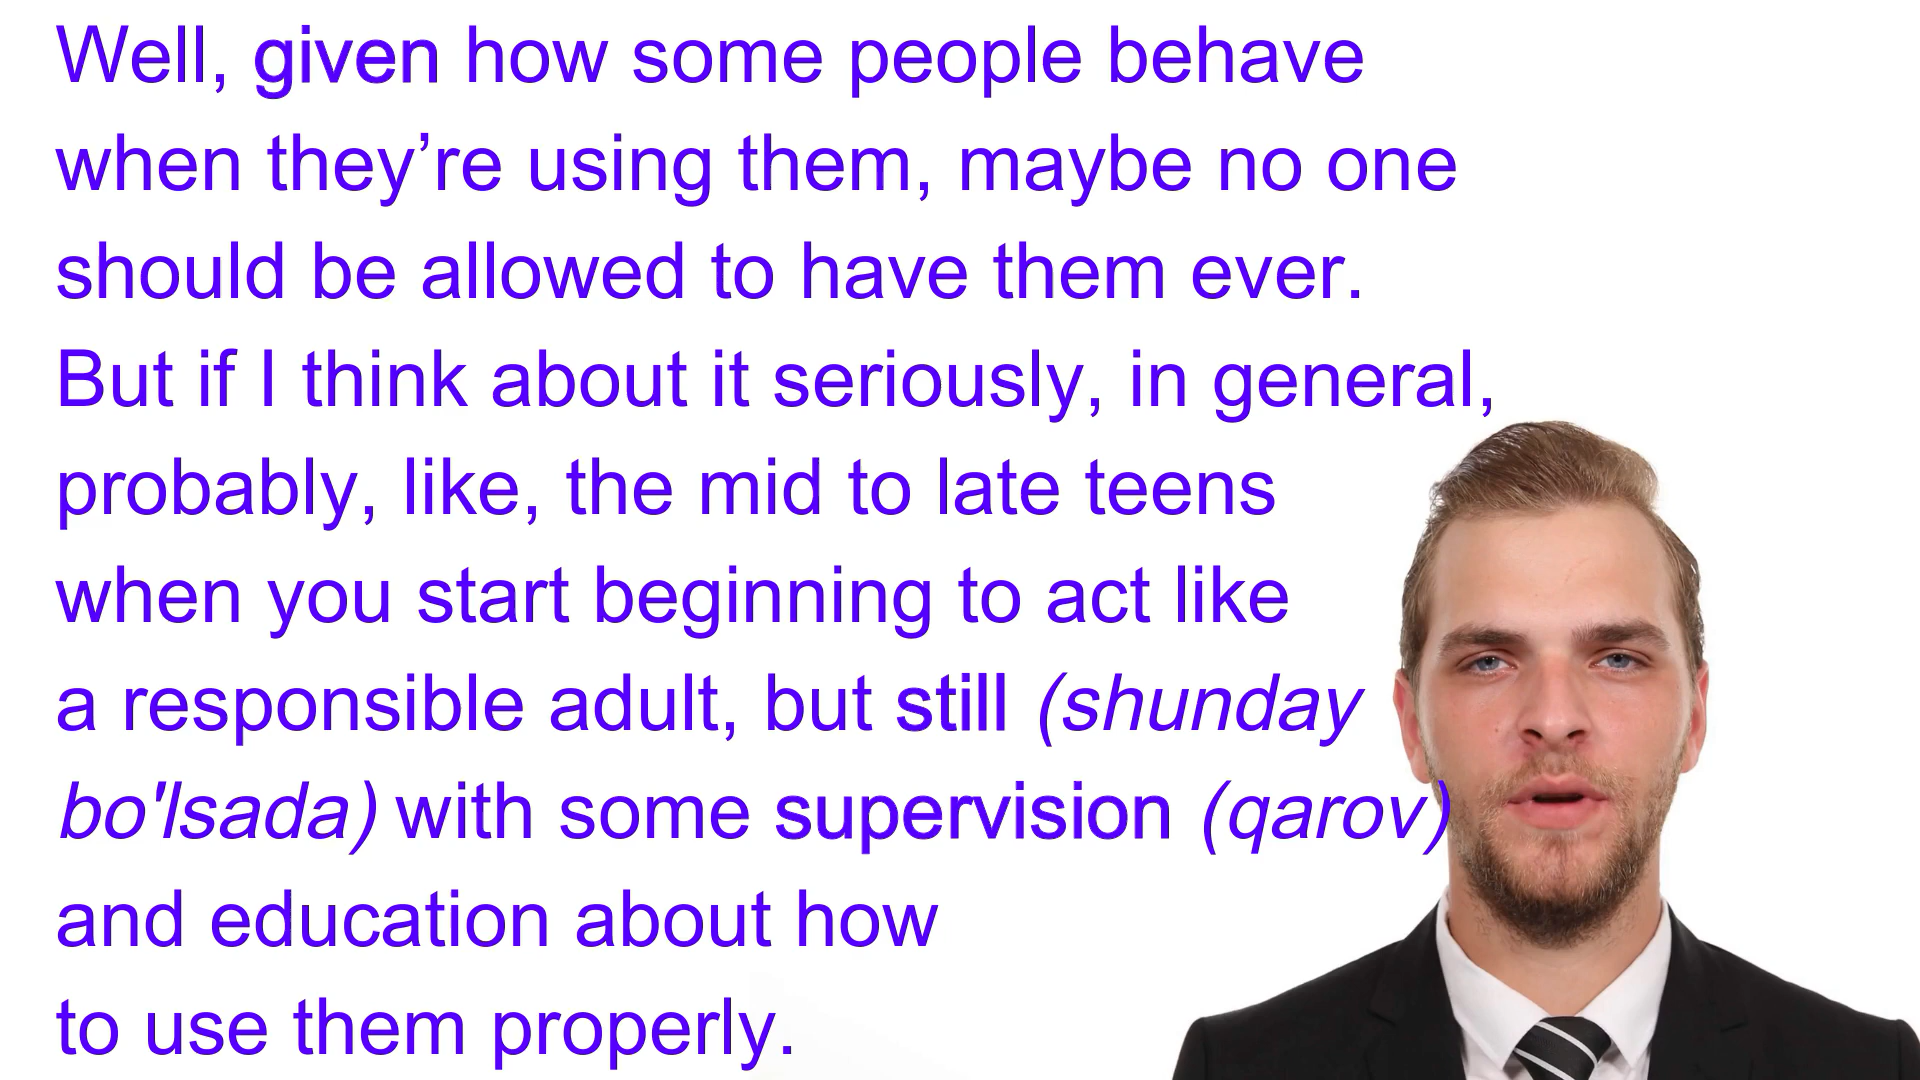 Well, given how some people behave
when they’re using them, maybe no one
should be allowed to have them ever.
But if I think about it seriously, in general,
probably, like, the mid to late teens
when you start beginning to act like
a responsible adult, but still (shunday
bo'lsada) with some supervision (qarov)
and education about how
to use them properly.